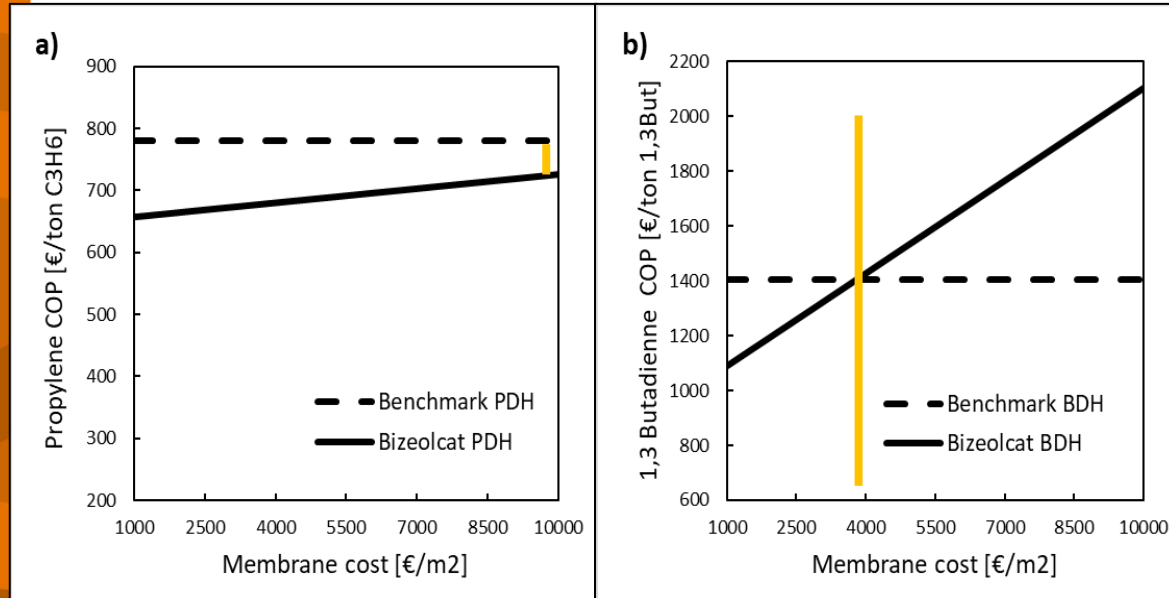 a)
Propylene COP [€/ton C3H6]
900
800
700
600
500
400
300
200
Benchmark PDH
Bizeolcat PDH
1000 2500 4000 5500 7000 8500 10000
Membrane cost [€/m2]
b)
1,3 Butadienne COP [€/ton 1,3But]
2200
2000
1800
1600
1400
1200
1000
800
600
Benchmark BDH
Bizeolcat BDH
1000 2500 4000 5500 7000 8500 10000
Membrane cost [€/m2]